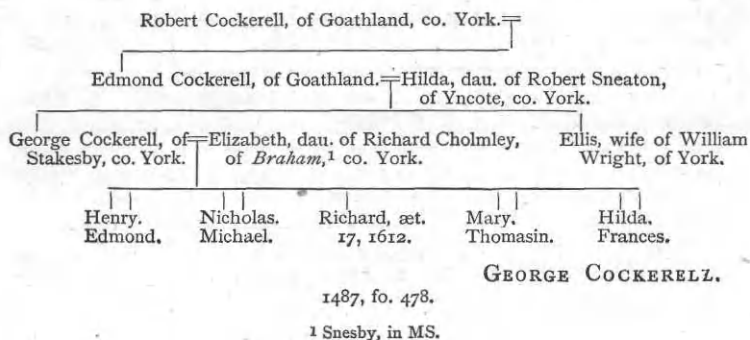 Robert Cockerell, of Goathland, co. York.
Edmond Cockerell, of Goathland. Hilda, dau. of Robert Sneaton,
of Yncote, co. York.
George Cockerell, of Elizabeth, dau. of Richard Cholmley, Ellis, wife of William
Stakesby, co. York. of Braham,¹ co. York. Wright, of York.
Henry. Nicholas. Richard, æt. Mary. Hilda.
Edmond. Michael. 17, 1612. Thomasin. Frances.
GEORGE COCKERELL.
1487, fo. 478.
¹ Snesby, in MS.